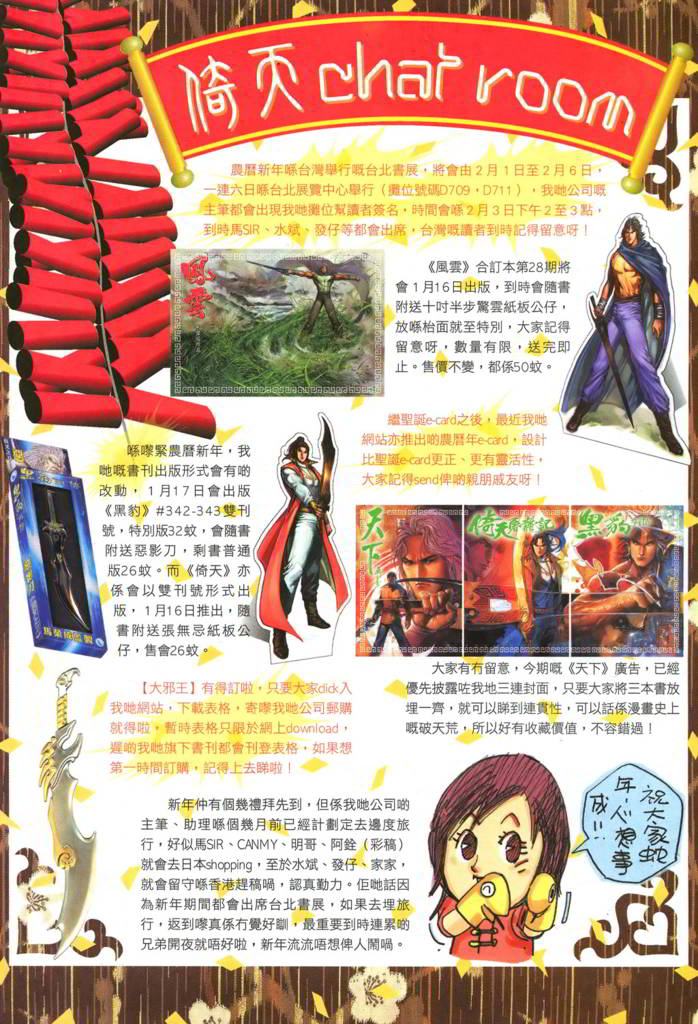 倚天chat room
農曆新年喺台灣舉行嘅台北書展，將會由２月１日至２月６日，
一連六日喺台北展覽中心舉行（攤位號碼D709，D711），我哋公司嘅
主筆都會出現我哋攤位幫讀者簽名，時間會喺２月３日下午２至３點，
到時馬SIR、水斌、發仔等都會出席，台灣嘅讀者到時記得留意呀！
風雲
《風雲》合訂本第28期將
會１月16日出版，到時會隨書
附送十吋半步驚雲紙板公仔，
放喺枱面就至特別，大家記得
留意呀，數量有限，送完即
止。售價不變，都係50蚊。
繼聖誕e-card之後，最近我哋
網站亦推出啲農曆年e-card，設計
比聖誕e-card更正、更有靈活性，
大家記得send俾啲親朋戚友呀！
喺嚟緊農曆新年，我
哋嘅書刊出版形式會有啲
改動，１月17日會出版
《黑豹》#342-343雙刊
號，特別版32蚊，會隨書
附送惡影刀，剩書普通
版26蚊。而《倚天》亦
係會以雙刊號形式出
版，１月16日推出，隨
書附送張無忌紙板公
仔，售會26蚊。
天下
倚天屠龍記
黑豹
大家有冇留意，今期嘅《天下》廣告，已經
優先披露咗我地三連封面，只要大家將三本書放
埋一齊，就可以睇到連貫性，可以話係漫畫史上
嘅破天荒，所以好有收藏價值，不容錯過！
【大邪王】有得訂啦，只要大家click入
我哋網站，下載表格，寄嚟我哋公司郵購
就得啦，暫時表格只限於網上download，
遲啲我哋旗下書刊都會刊登表格，如果想
第一時間訂購，記得上去睇啦！
新年仲有個幾禮拜先到，但係我哋公司啲
主筆、助理喺個幾月前已經計劃定去邊度旅
行，好似馬SIR、CANMY、明哥、阿銓（彩稿）
就會去日本shopping，至於水斌、發仔、家家，
就會留守喺香港趕稿喎，認真勤力。佢哋話因
為新年期間都會出席台北書展，如果去埋旅
行，返到嚟真係冇覺好瞓，最重要到時連累啲
兄弟開夜就唔好啦，新年流流唔想俾人鬧喎。
祝大家蛇
年心想事
成!!